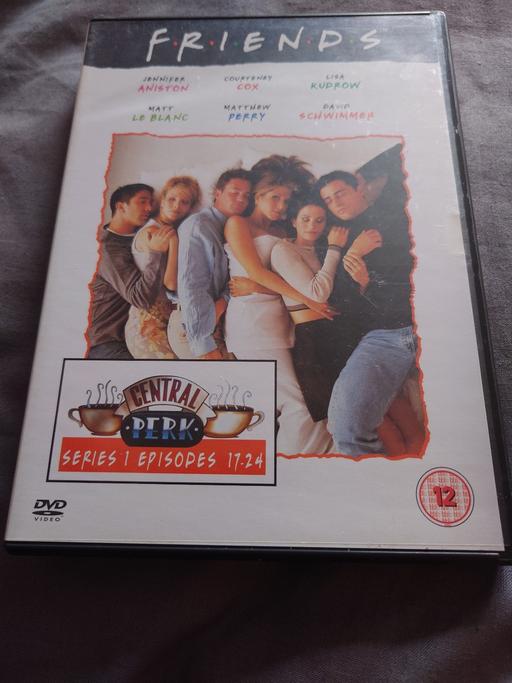 F·R·I·E·N·D·S
JENNIFER ANISTON
COURTENEY COX
LISA KUDROW
MATT LE BLANC
MATTHEW PERRY
DAVID SCHWIMMER
CENTRAL
PERK
SERIES 1 EPISODES 17-24
DVD
VIDEO
12